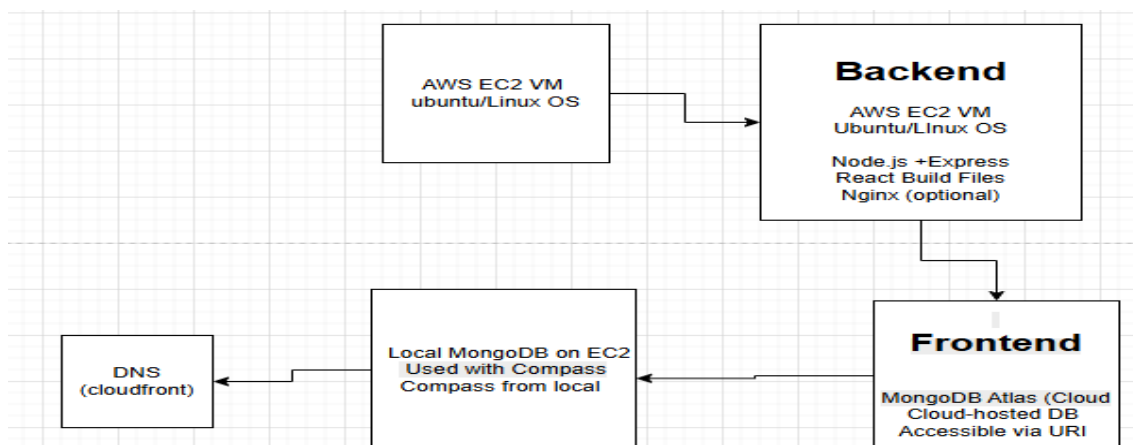 AWS EC2 VM
ubuntu/Linux OS
Backend
AWS EC2 VM
Ubuntu/LInux OS
Node.js +Express
React Build Files
Nginx (optional)
Frontend
MongoDB Atlas (Cloud
Cloud-hosted DB
Accessible via URI
Local MongoDB on EC2
Used with Compass
Compass from local
DNS
(cloudfront)